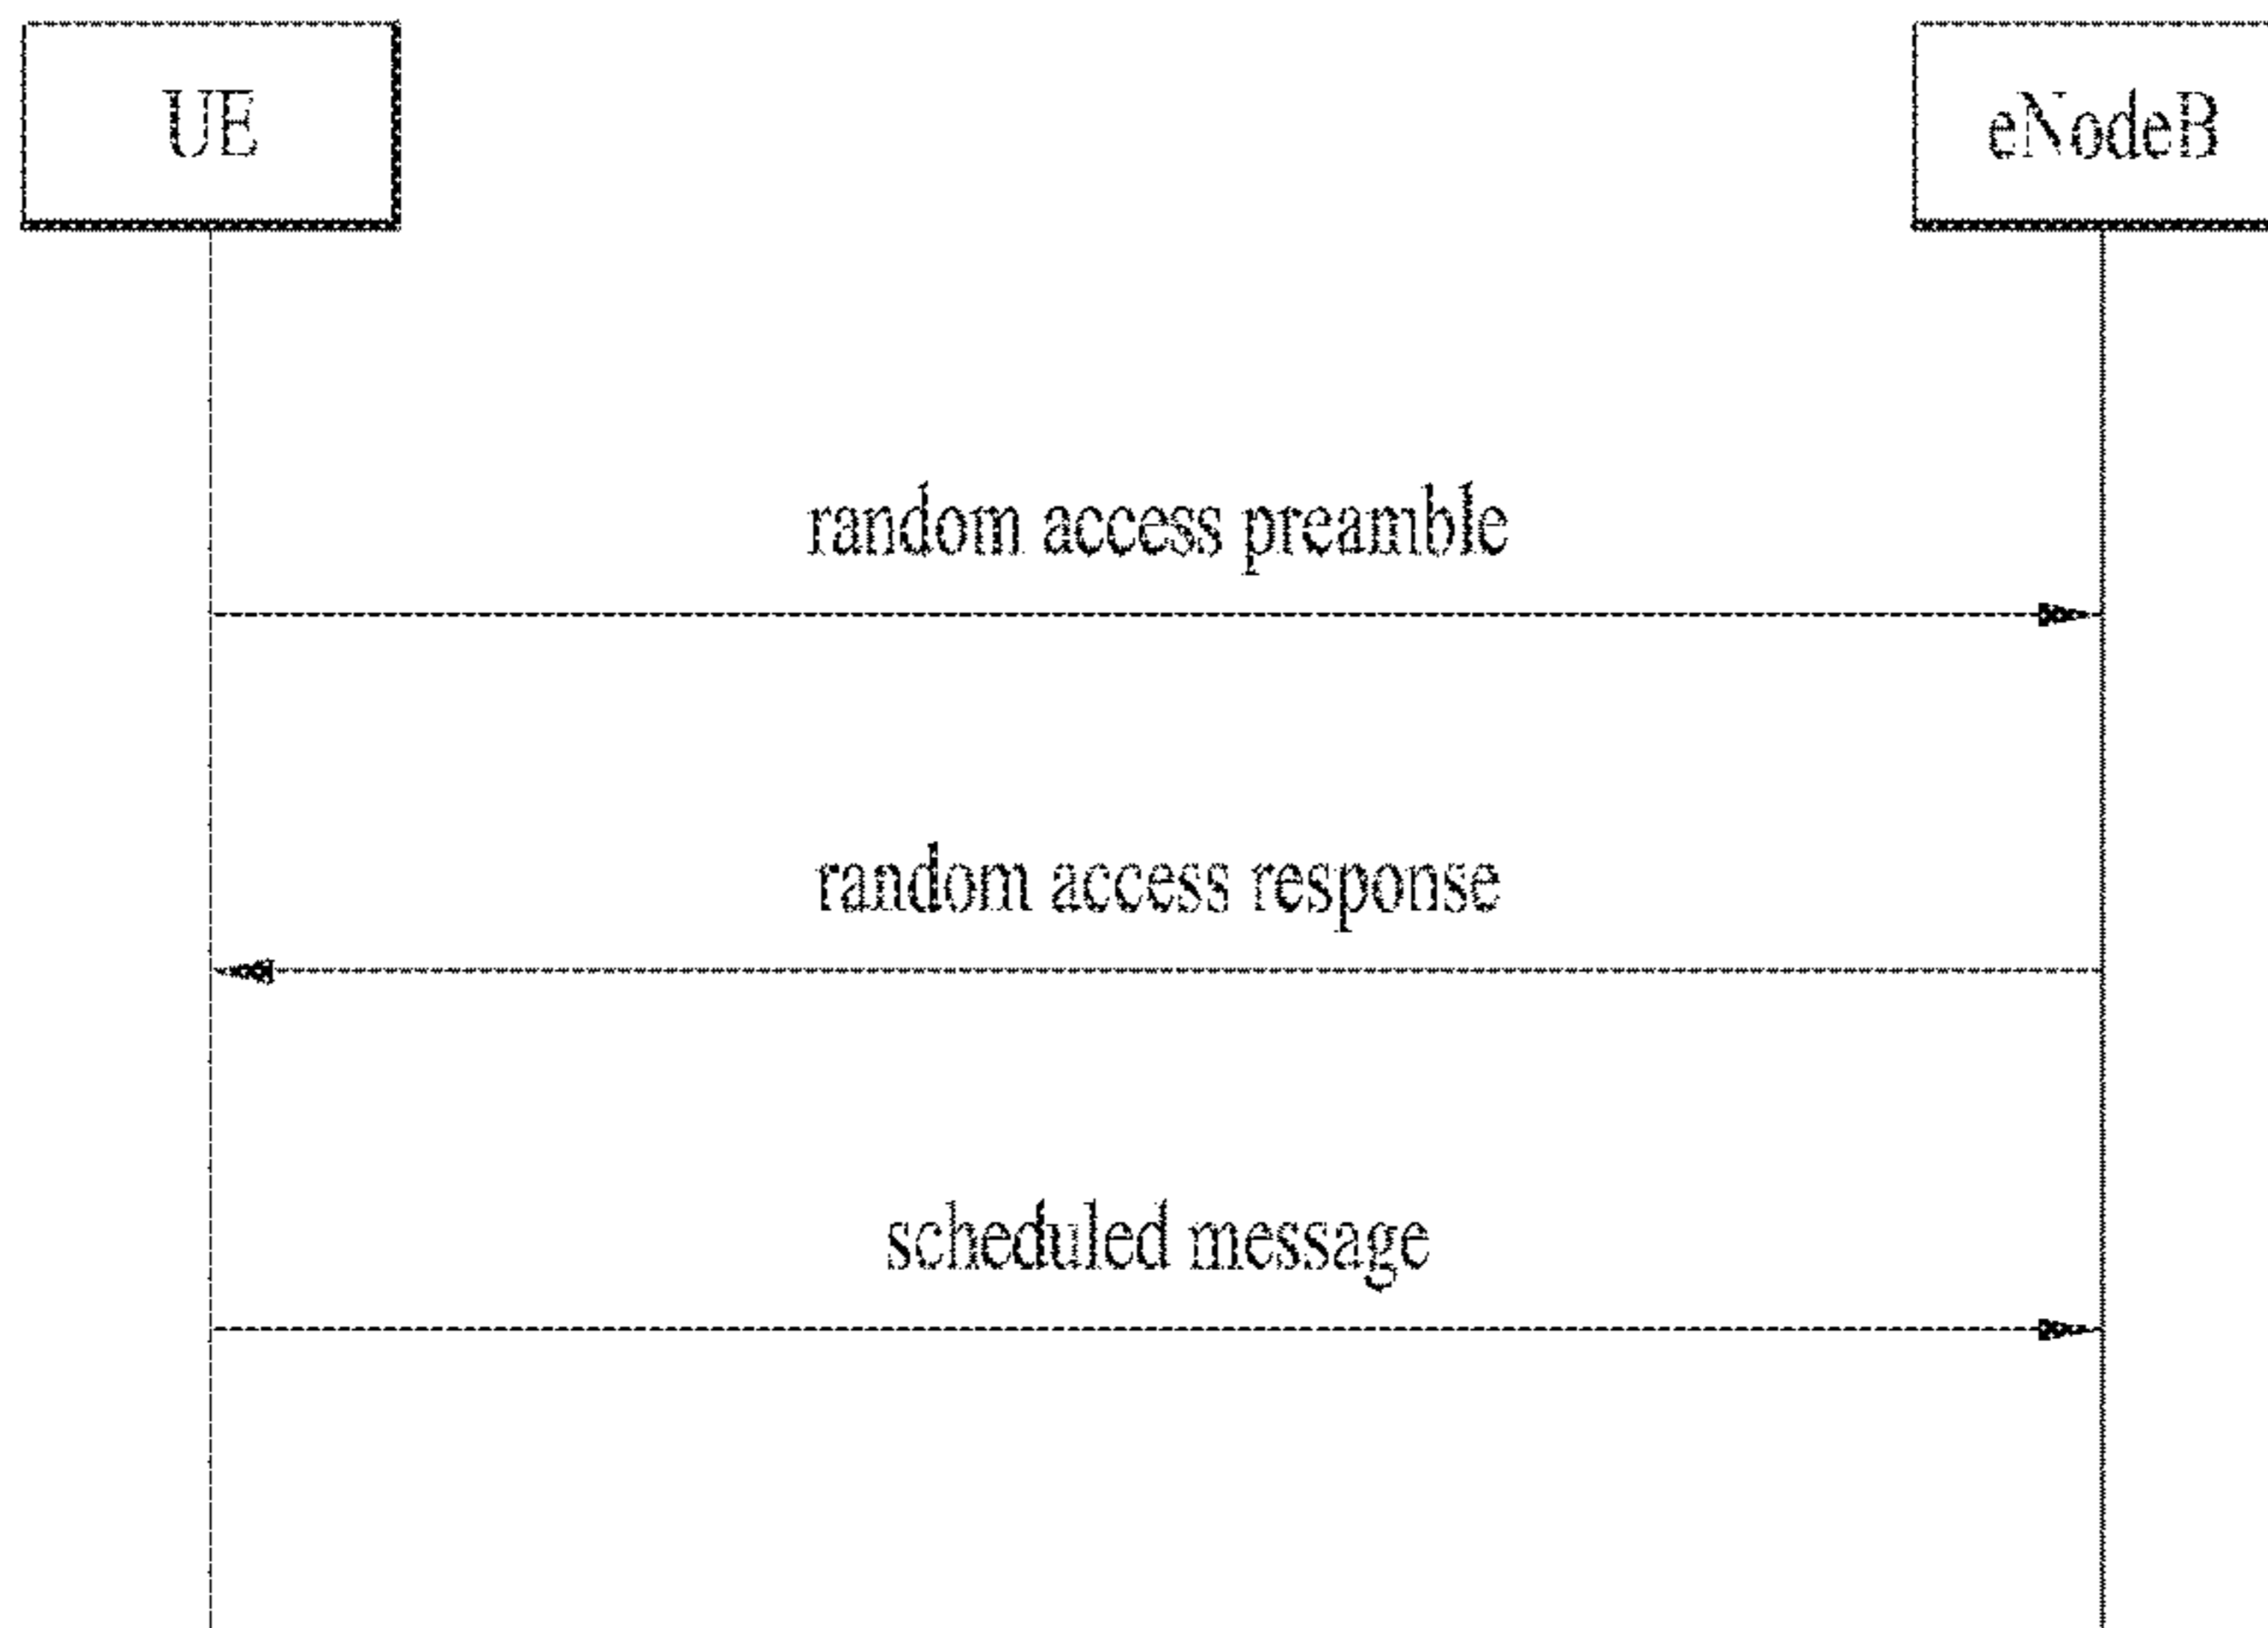 UE
eNodeB
random access preamble
random access response
scheduled message